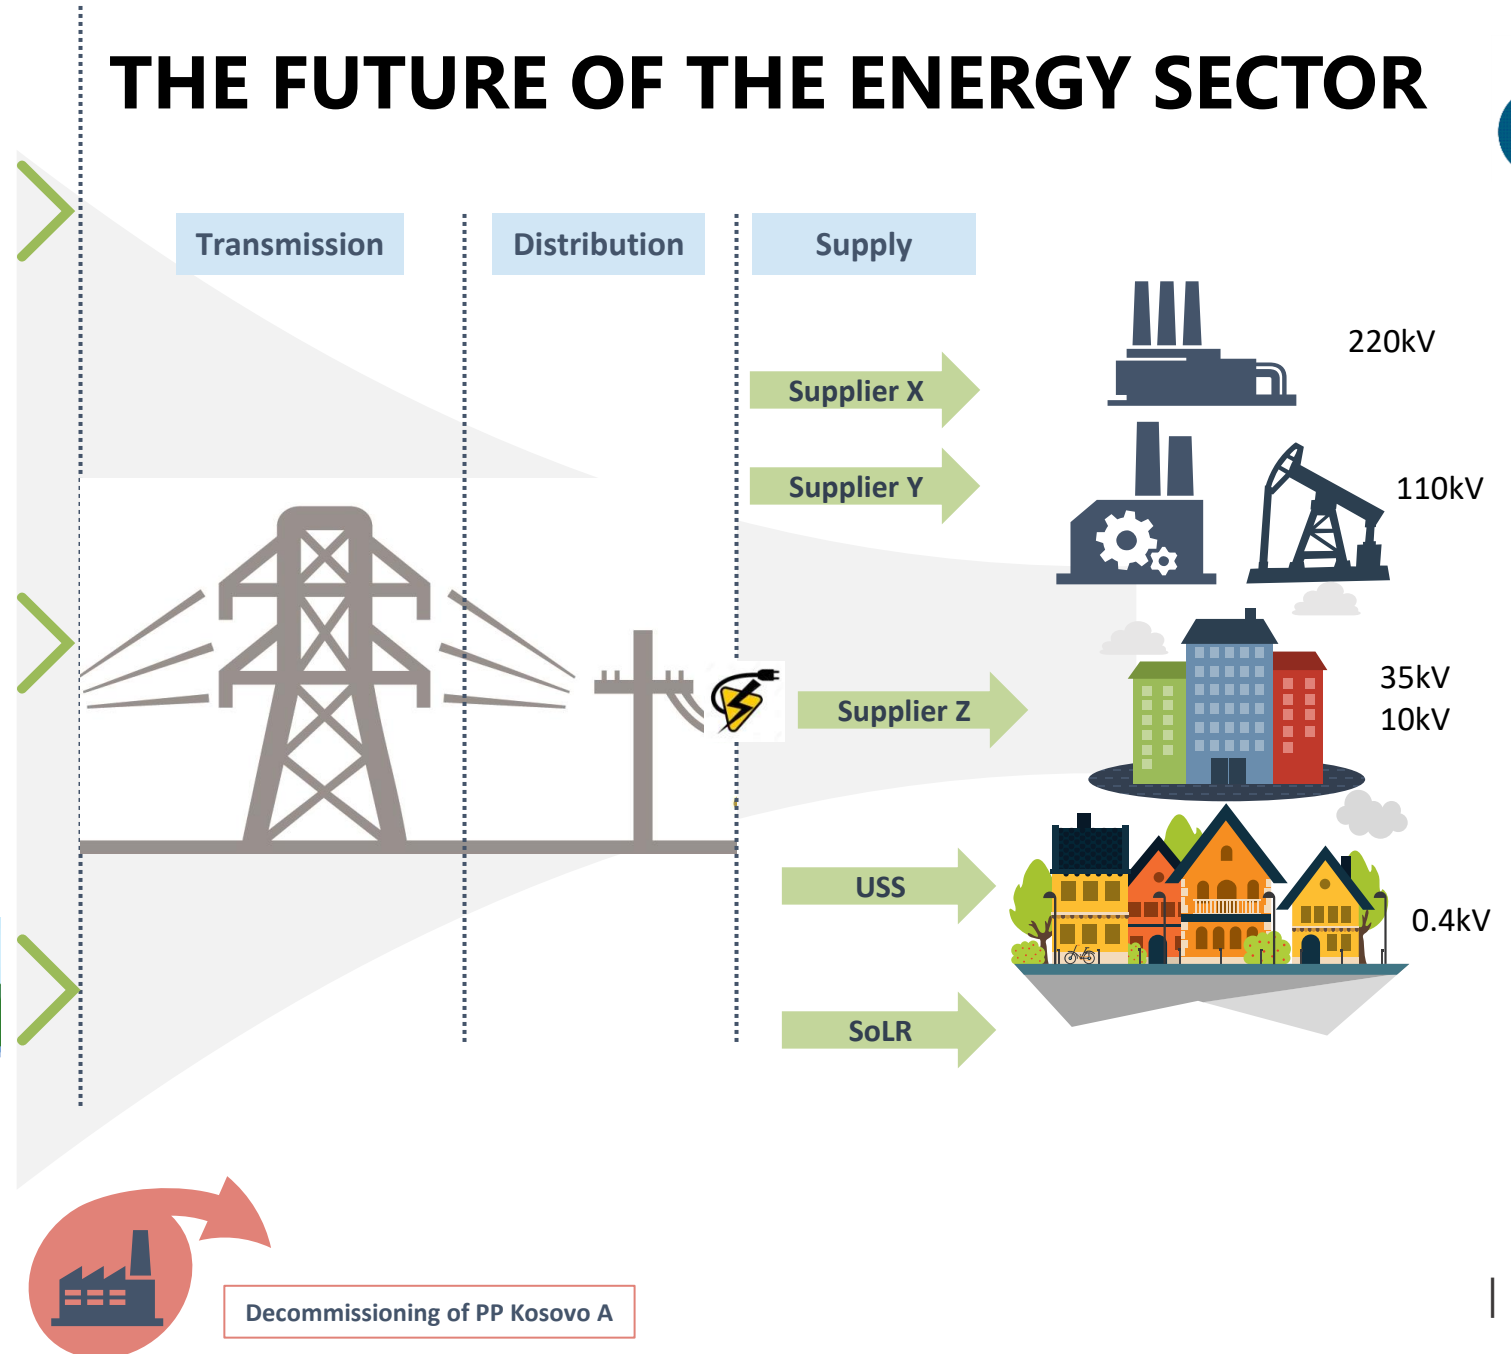 THE FUTURE OF THE ENERGY SECTOR
Transmission
Distribution
Supply
Supplier X
220kV
Supplier Y
110kV
Supplier Z
35kV
10kV
USS
0.4kV
SoLR
Decommissioning of PP Kosovo A